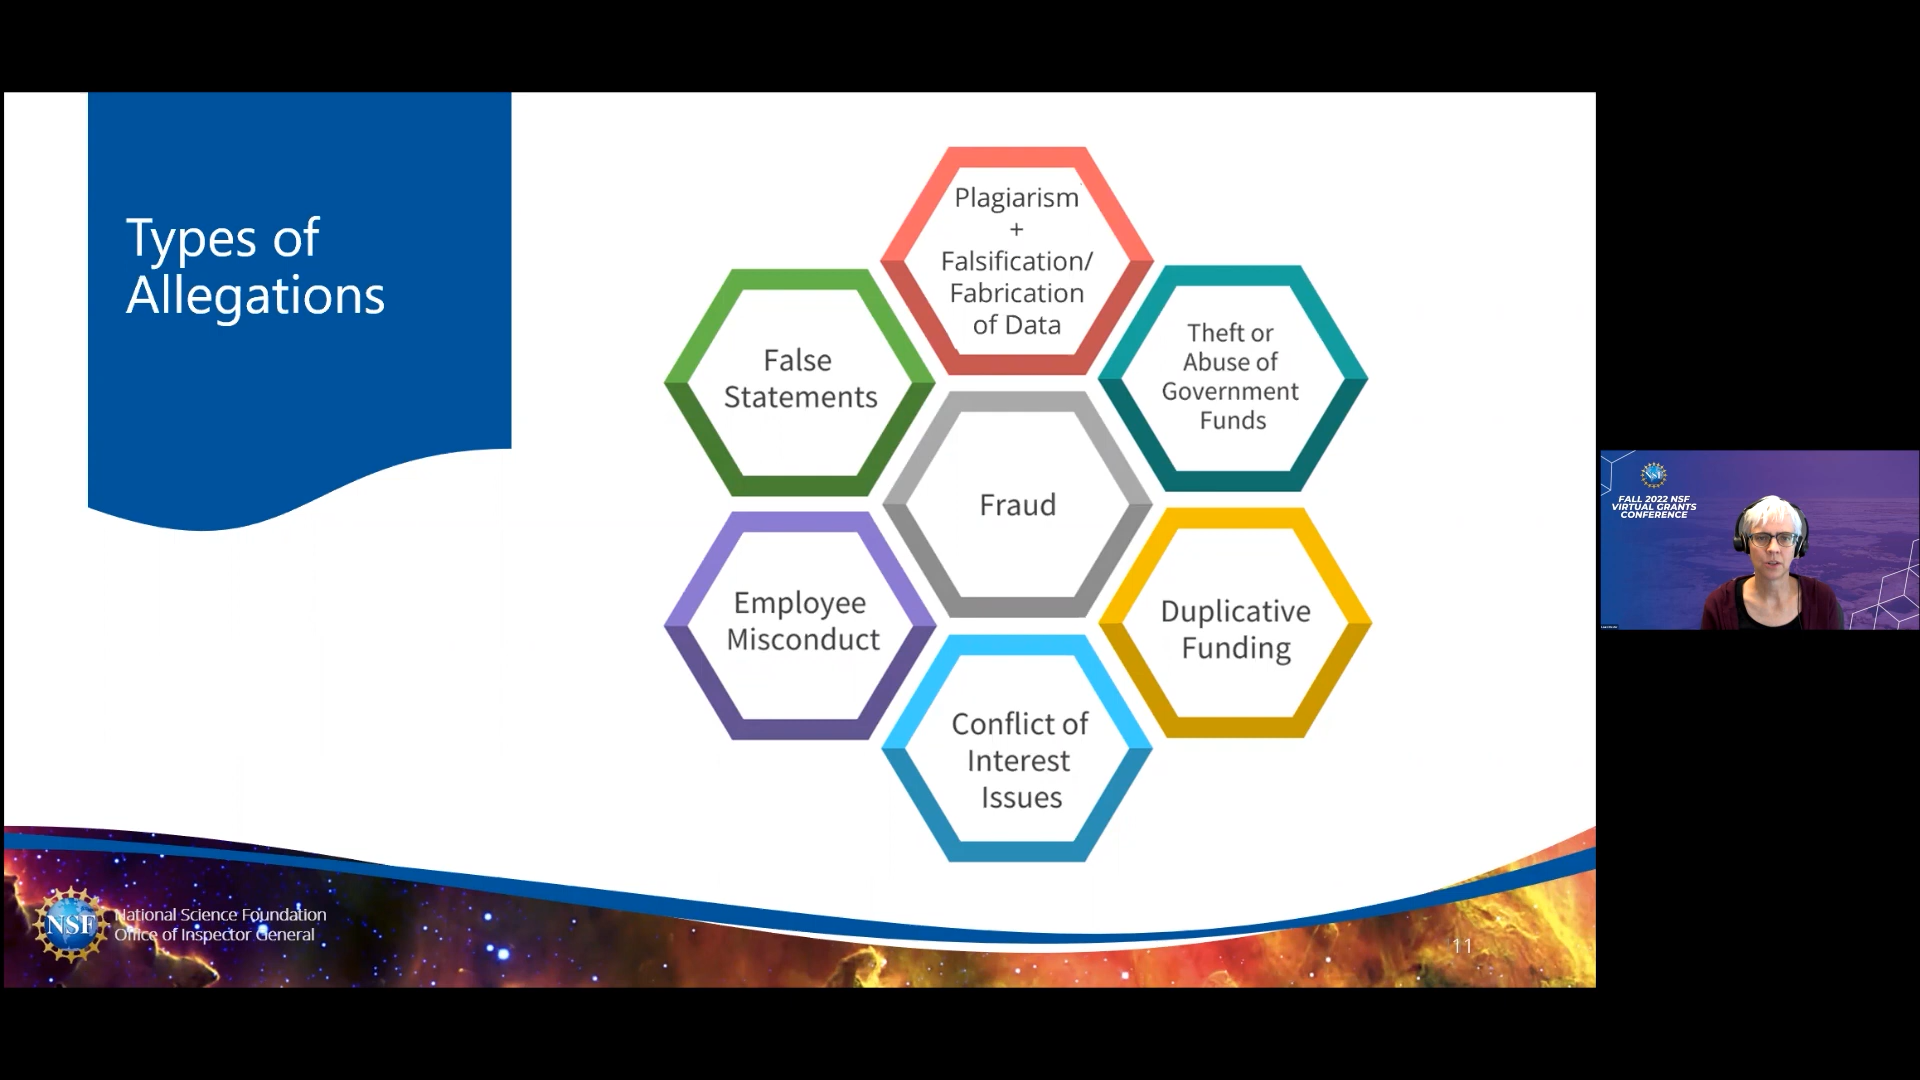 Types of
Allegations
Plagiarism
+
Falsification/
Fabrication
of Data
False
Statements
Theft or
Abuse of
Government
Funds
Fraud
Employee
Misconduct
Duplicative
Funding
Conflict of
Interest
Issues
NSF
National Science Foundation
Office of Inspector General
11
NSF
FALL 2022 NSF
VIRTUAL GRANTS
CONFERENCE